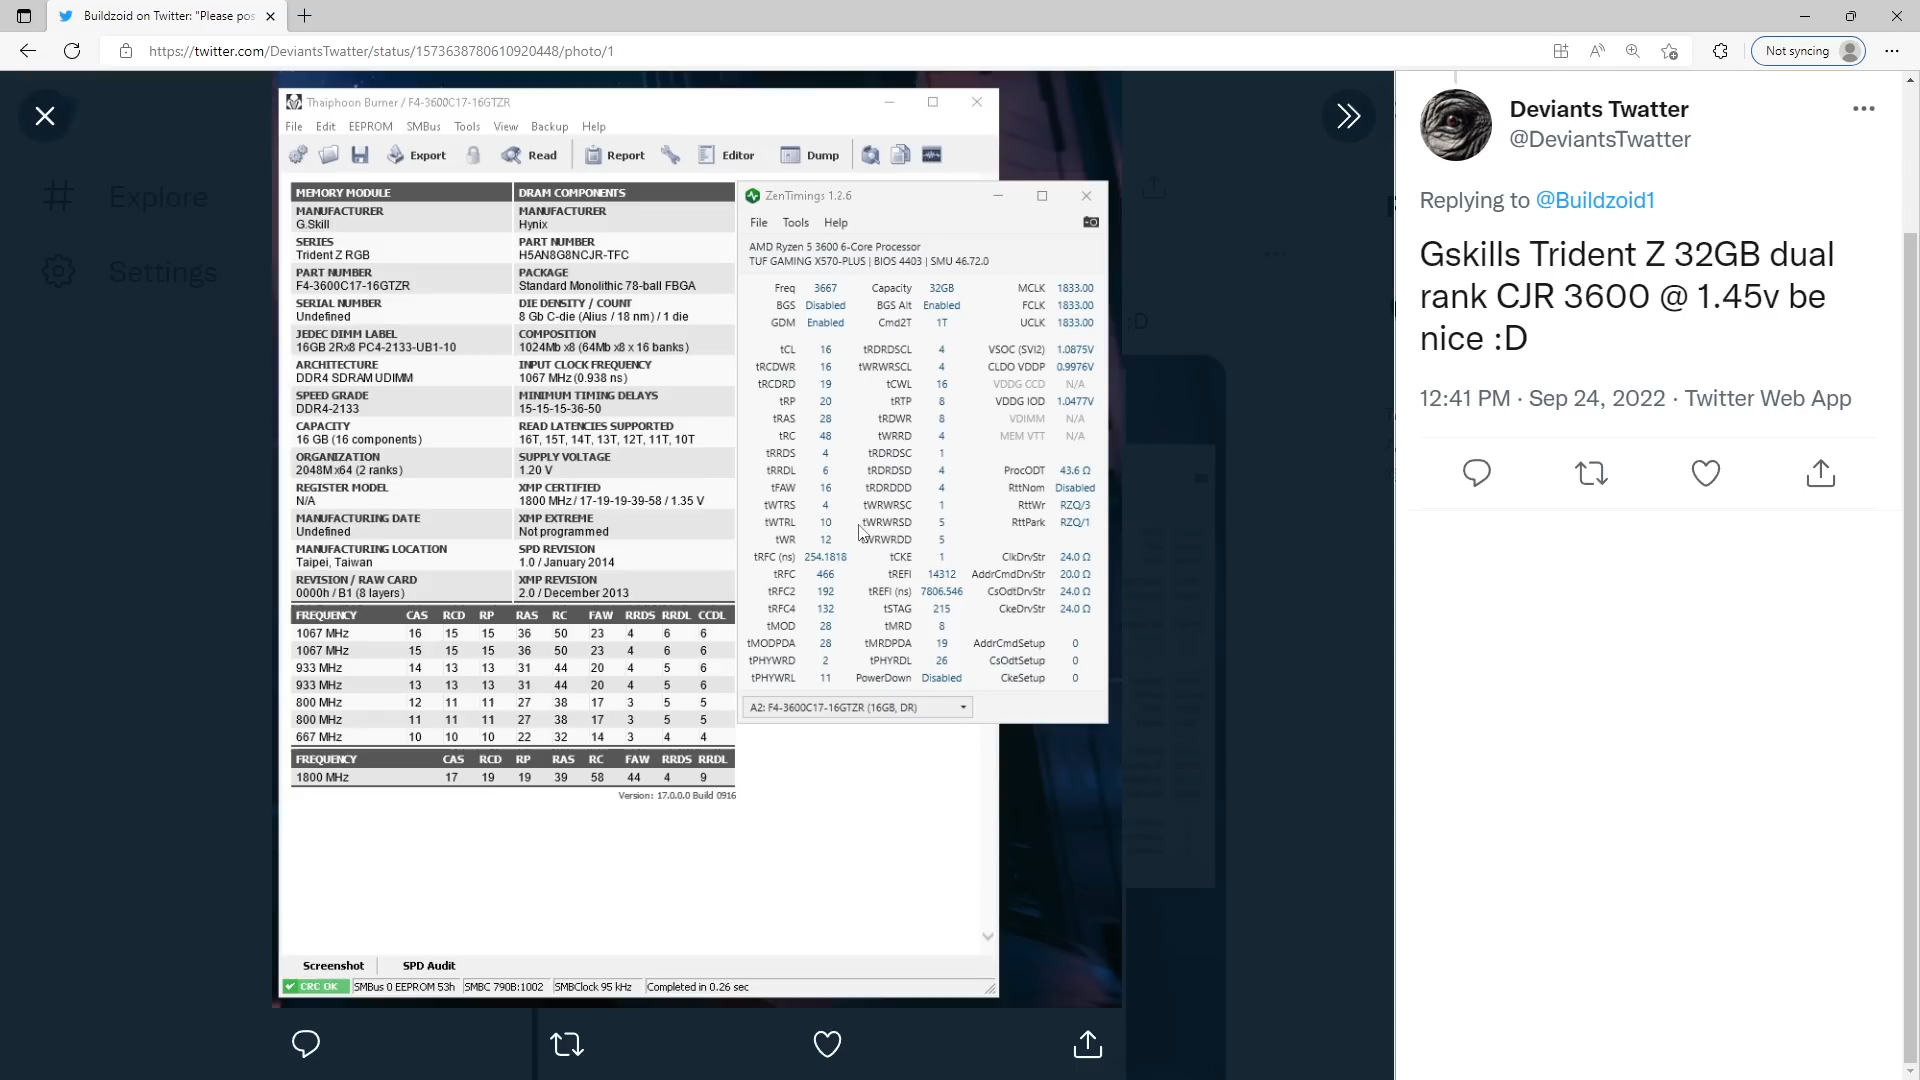 Buildzoid on Twitter: "Please pos
https://twitter.com/DeviantsTwatter/status/1573638780610920448/photo/1
Not syncing
Explore
Settings
Thaiphoon Burner / F4-3600C17-16GTZR
File Edit EEPROM SMBus Tools View Backup Help
Export Read Report Editor Dump
MEMORY MODULE DRAM COMPONENTS
MANUFACTURER MANUFACTURER
G.Skill Hynix
SERIES PART NUMBER
Trident Z RGB H5AN8G8NCJR-TFC
PART NUMBER PACKAGE
F4-3600C17-16GTZR Standard Monolithic 78-ball FBGA
SERIAL NUMBER DIE DENSITY / COUNT
Undefined 8 Gb C-die (Alius / 18 nm) / 1 die
JEDEC DIMM LABEL COMPOSITION
16GB 2Rx8 PC4-2133-UB1-10 1024Mb x8 (64Mb x8 x 16 banks)
ARCHITECTURE INPUT CLOCK FREQUENCY
DDR4 SDRAM UDIMM 1067 MHz (0.938 ns)
SPEED GRADE MINIMUM TIMING DELAYS
DDR4-2133 15-15-15-36-50
CAPACITY READ LATENCIES SUPPORTED
16 GB (16 components) 16T, 15T, 14T, 13T, 12T, 11T, 10T
ORGANIZATION SUPPLY VOLTAGE
2048M x64 (2 ranks) 1.20 V
REGISTER MODEL XMP CERTIFIED
N/A 1800 MHz / 17-19-19-39-58 / 1.35 V
MANUFACTURING DATE XMP EXTREME
Undefined Not programmed
MANUFACTURING LOCATION SPD REVISION
Taipei, Taiwan 1.0 / January 2014
REVISION / RAW CARD XMP REVISION
0000h / B1 (8 layers) 2.0 / December 2013
FREQUENCY CAS RCD RP RAS RC FAW RRDS RRDL CCDL
1067 MHz 16 15 15 36 50 23 4 6 6
1067 MHz 15 15 15 36 50 23 4 6 6
933 MHz 14 13 13 31 44 20 4 5 6
933 MHz 13 13 13 31 44 20 4 5 6
800 MHz 12 11 11 27 38 17 3 5 5
800 MHz 11 11 11 27 38 17 3 5 5
667 MHz 10 10 10 22 32 14 3 4 4
FREQUENCY CAS RCD RP RAS RC FAW RRDS RRDL
1800 MHz 17 19 19 39 58 44 4 9
Version: 17.0.0.0 Build 0916
Screenshot SPD Audit
CRC OK SMBus 0 EEPROM 53h SMBC 790B:1002 SMBClock 95 kHz Completed in 0.26 sec
ZenTimings 1.2.6
File Tools Help
AMD Ryzen 5 3600 6-Core Processor
TUF GAMING X570-PLUS | BIOS 4403 | SMU 46.72.0
Freq 3667 Capacity 32GB MCLK 1833.00
BGS Disabled BGS Alt Enabled FCLK 1833.00
GDM Enabled Cmd2T 1T UCLK 1833.00
tCL 16 tRDRDSCL 4 VSOC (SVI2) 1.0875V
tRCDWR 16 tWRWRSCL 4 CLDO VDDP 0.9976V
tRCDRD 19 tCWL 16 VDDG CCD N/A
tRP 20 tRTP 8 VDDG IOD 1.0477V
tRAS 28 tRDWR 8 VDIMM N/A
tRC 48 tWRRD 4 MEM VTT N/A
tRRDS 4 tRDRDSC 1
tRRDL 6 tRDRDSD 4 ProcODT 43.6 Ω
tFAW 16 tRDRDDD 4 RttNom Disabled
tWTRS 4 tWRWRSC 1 RttWr RZQ/3
tWTRL 10 tWRWRSD 5 RttPark RZQ/1
tWR 12 tWRWRDD 5
tRFC (ns) 254.1818 tCKE 1 ClkDrvStr 24.0 Ω
tRFC 466 tREFI 14312 AddrCmdDrvStr 20.0 Ω
tRFC2 192 tREFI (ns) 7806.546 CsOdtDrvStr 24.0 Ω
tRFC4 132 tSTAG 215 CkeDrvStr 24.0 Ω
tMOD 28 tMRD 8
tMODPDA 28 tMRDPDA 19 AddrCmdSetup 0
tPHYWRD 2 tPHYRDL 26 CsOdtSetup 0
tPHYWRL 11 PowerDown Disabled CkeSetup 0
A2: F4-3600C17-16GTZR (16GB, DR)
Deviants Twatter
@DeviantsTwatter
Replying to @Buildzoid1
Gskills Trident Z 32GB dual
rank CJR 3600 @ 1.45v be
nice :D
12:41 PM · Sep 24, 2022 · Twitter Web App